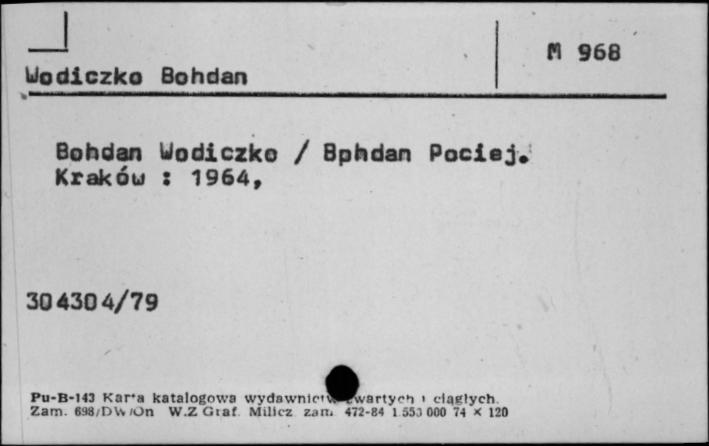 M 968
Wodiczko Bohdan
Bohdan Wodiczko / Bphdan Pociej.
Kraków : 1964,
304304/79
Pu-B-143 Karta katalogowa wydawnictw zwartych i ciągłych.
Zam. 698/DW/On W.Z Graf. Milicz zam. 472-84 1.553 000 74 × 120